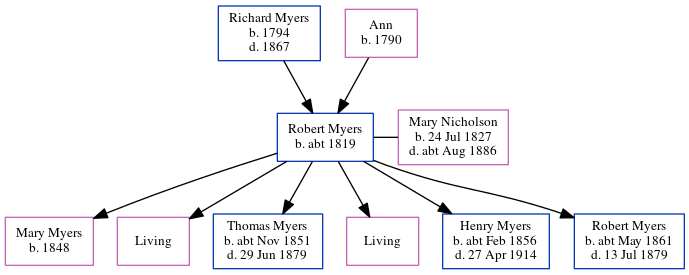 Richard Myers
b. 1794
d. 1867
Ann
b. 1790
Robert Myers
b. abt 1819
Mary Nicholson
b. 24 Jul 1827
d. abt Aug 1886
Mary Myers
b. 1848
Living
Thomas Myers
b. abt Nov 1851
d. 29 Jun 1879
Living
Henry Myers
b. abt Feb 1856
d. 27 Apr 1914
Robert Myers
b. abt May 1861
d. 13 Jul 1879